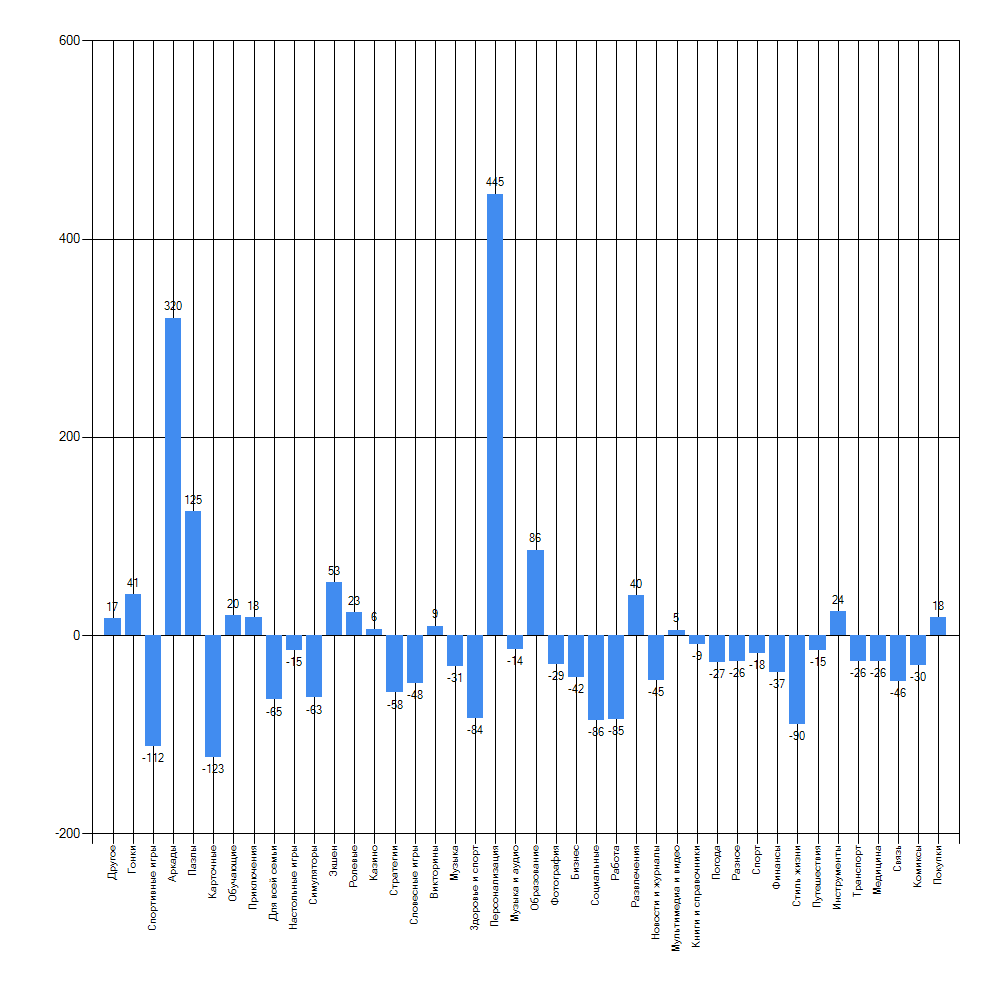 600
400
200
0
-200
17
41
-112
320
125
-123
20
18
-65
-15
-63
53
23
6
-58
-48
9
-31
-84
445
-14
86
-29
-42
-86
-85
40
-45
5
-9
-27
-26
-18
-37
-90
-15
24
-26
-26
-46
-30
18
Другое
Гонки
Спортивные игры
Аркады
Пазлы
Карточные
Обучающие
Приключения
Для всей семьи
Настольные игры
Симуляторы
Экшен
Ролевые
Казино
Стратегии
Словесные игры
Викторины
Музыка
Здоровье и спорт
Персонализация
Музыка и аудио
Образование
Фотография
Бизнес
Социальные
Работа
Развлечения
Новости и журналы
Мультимедиа и видео
Книги и справочники
Погода
Разное
Спорт
Финансы
Стиль жизни
Путешествия
Инструменты
Транспорт
Медицина
Связь
Комиксы
Покупки